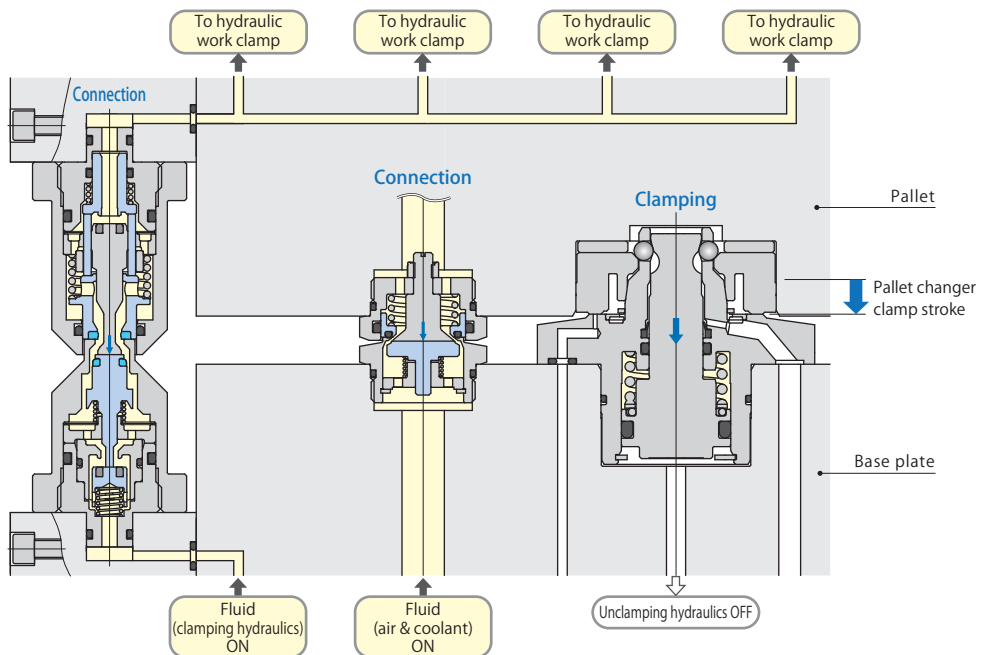 To hydraulic
work clamp
To hydraulic
work clamp
To hydraulic
work clamp
To hydraulic
work clamp
Connection
Connection
Clamping
Pallet
Pallet changer
clamp stroke
Base plate
Fluid
(clamping hydraulics)
ON
Fluid
(air & coolant)
ON
Unclamping hydraulics OFF